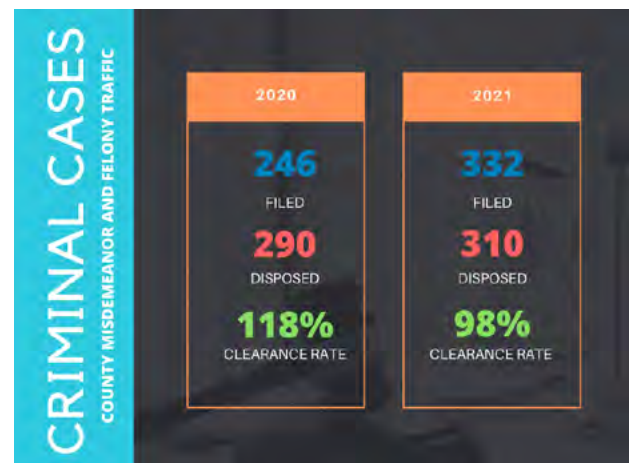 CRIMINAL CASES
COUNTY MISDEMEANOR AND FELONY TRAFFIC
2020
246
FILED
290
DISPOSED
118%
CLEARANCE RATE
2021
332
FILED
310
DISPOSED
98%
CLEARANCE RATE